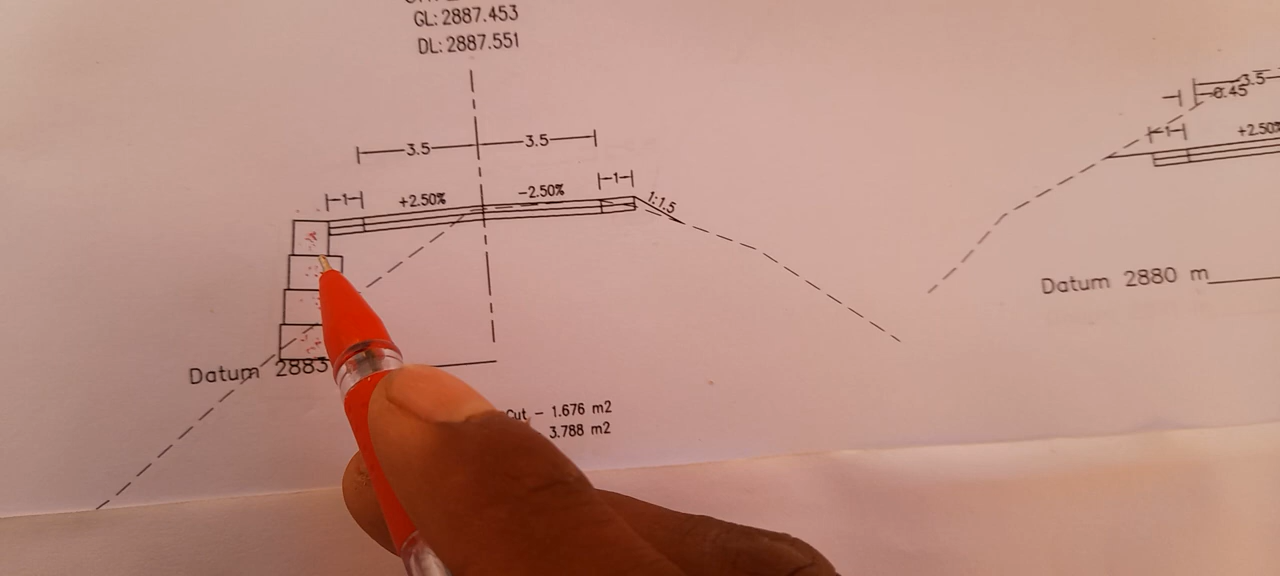 GL: 2887.453
DL: 2887.551
3.5
3.5
1
+2.50%
-2.50%
1
1:1.5
Datum 2883
Cut - 1.676 m2
3.788 m2
3.5
0.45
1
+2.50%
Datum 2880 m